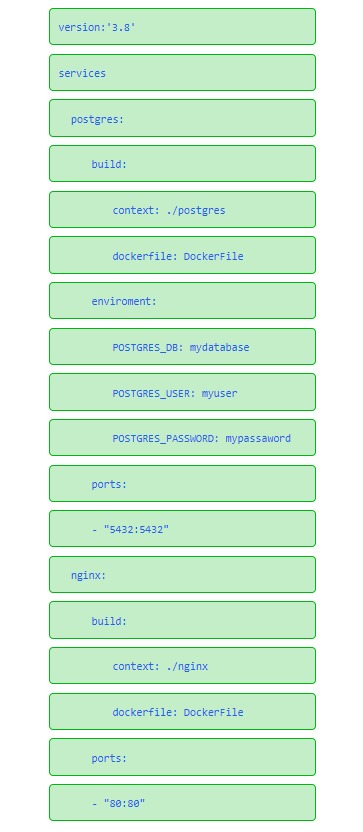 version:'3.8'
services
postgres:
build:
context: ./postgres
dockerfile: DockerFile
enviroment:
POSTGRES_DB: mydatabase
POSTGRES_USER: myuser
POSTGRES_PASSWORD: mypassaword
ports:
- "5432:5432"
nginx:
build:
context: ./nginx
dockerfile: DockerFile
ports:
- "80:80"